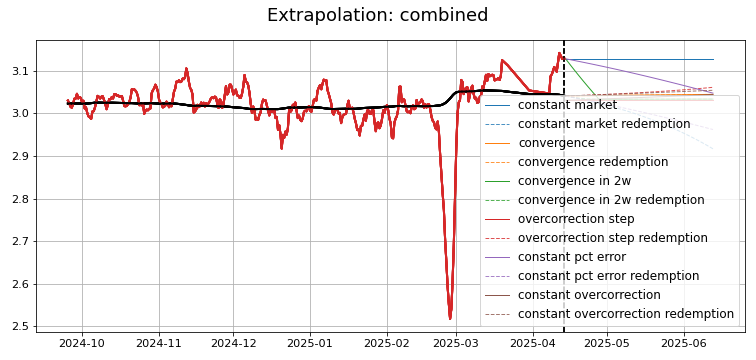 Extrapolation: combined
3.1
3.0
2.9
2.8
2.7
2.6
2.5
constant market
constant market redemption
convergence
convergence redemption
convergence in 2w
convergence in 2w redemption
overcorrection step
overcorrection step redemption
constant pct error
constant pct error redemption
constant overcorrection
constant overcorrection redemption
2024-10 2024-11 2024-12 2025-01 2025-02 2025-03 2025-04 2025-05 2025-06